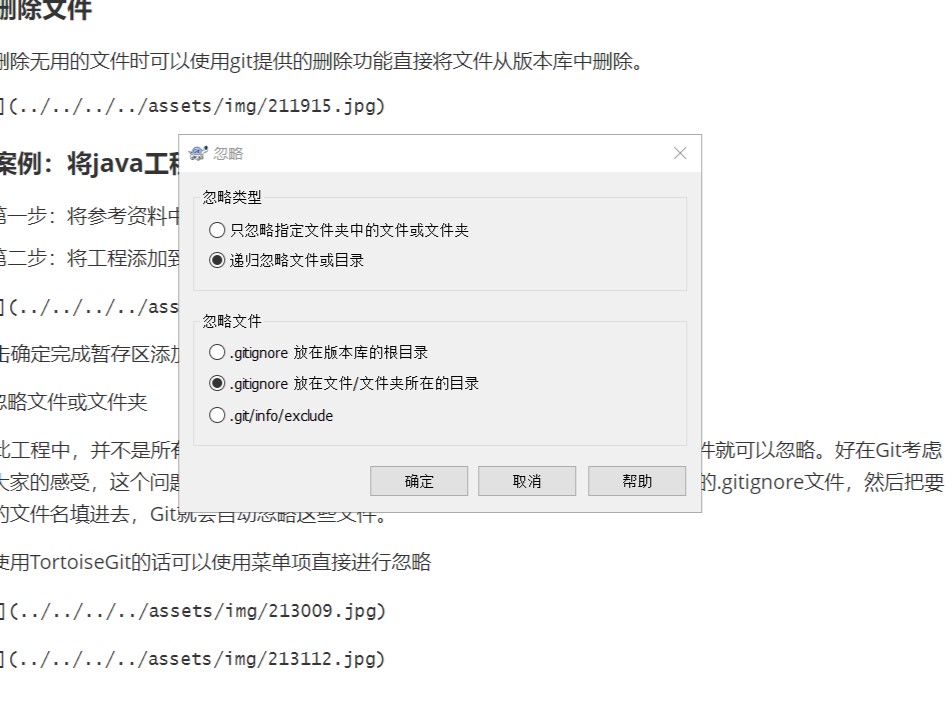 删除文件
删除无用的文件时可以使用git提供的删除功能直接将文件从版本库中删除。
](../../../../assets/img/211915.jpg)
案例：将java工程
第一步：将参考资料中
第二步：将工程添加到
](../../../../ass
击确定完成暂存区添加
忽略文件或文件夹
此工程中，并不是所有
件就可以忽略。好在Git考虑
大家的感受，这个问题
的.gitignore文件，然后把要
的文件名填进去，Git就会自动忽略这些文件。
使用TortoiseGit的话可以使用菜单项直接进行忽略
](../../../../assets/img/213009.jpg)
](../../../../assets/img/213112.jpg)
忽略
忽略类型
只忽略指定文件夹中的文件或文件夹
递归忽略文件或目录
忽略文件
.gitignore 放在版本库的根目录
.gitignore 放在文件/文件夹所在的目录
.git/info/exclude
确定 取消 帮助